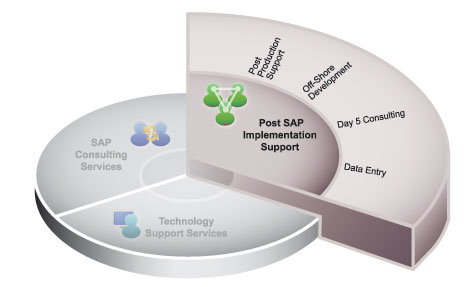 Post
Production
Support
Off-Shore
Development
Day 5 Consulting
Data Entry
Post SAP
Implementation
Support
SAP
Consulting
Services
Technology
Support Services